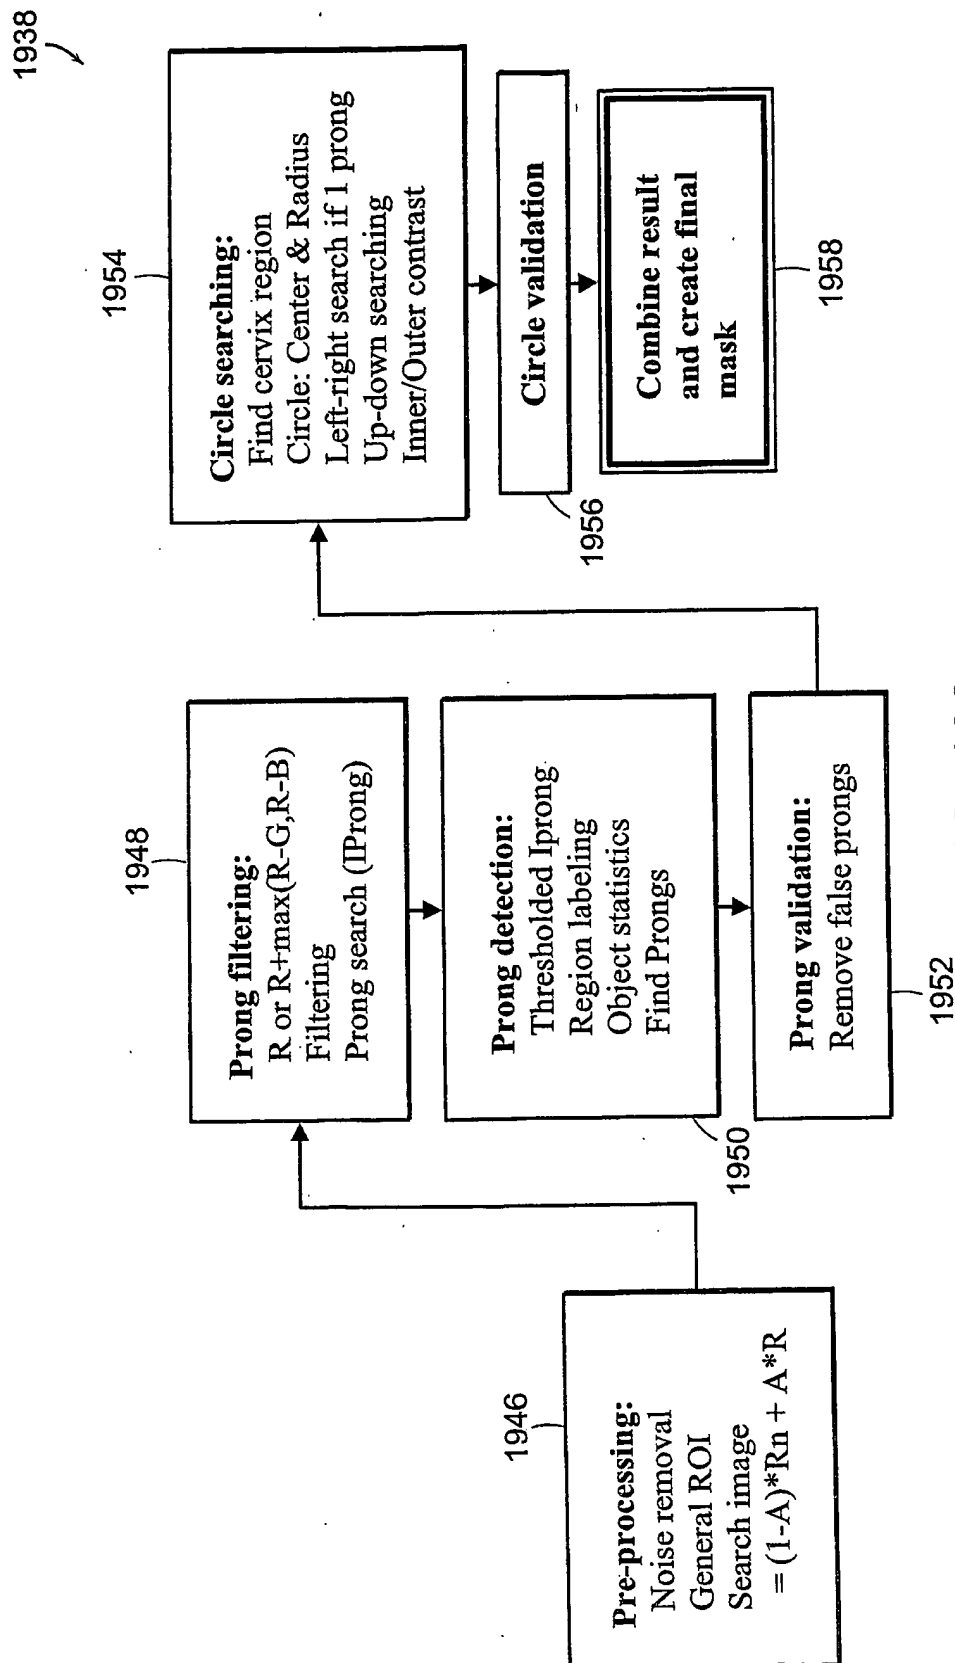 1938
1946
Pre-processing:
Noise removal
General ROI
Search image
= (1-A)*Rn + A*R
1948
Prong filtering:
R or R+max(R-G,R-B)
Filtering
Prong search (IProng)
Prong detection:
Thresholded Iprong
Region labeling
Object statistics
Find Prongs
1950
Prong validation:
Remove false prongs
1952
1954
Circle searching:
Find cervix region
Circle: Center & Radius
Left-right search if 1 prong
Up-down searching
Inner/Outer contrast
Circle validation
1956
Combine result
and create final
mask
1958